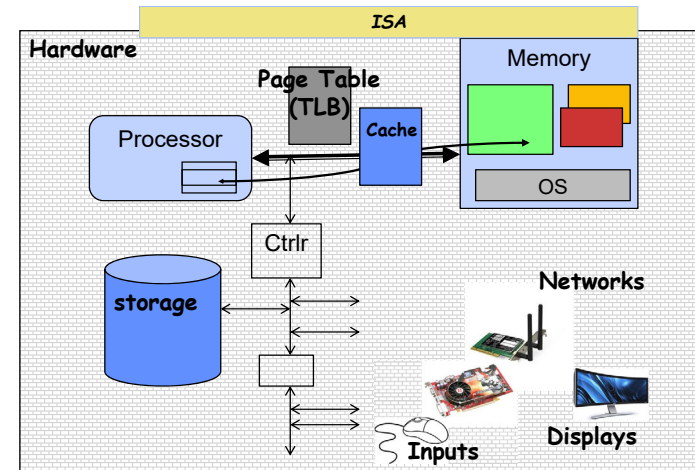 ISA
Hardware
Memory
Page Table
(TLB)
Cache
Processor
OS
Ctrlr
Networks
storage
Displays
Inputs